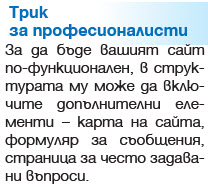 Трик
за професионалисти
За да бъде вашият сайт
по-функционален, в струк-
турата му може да вклю-
чите допълнителни еле-
менти – карта на сайта,
формуляр за съобщения,
страница за често задава-
ни въпроси.